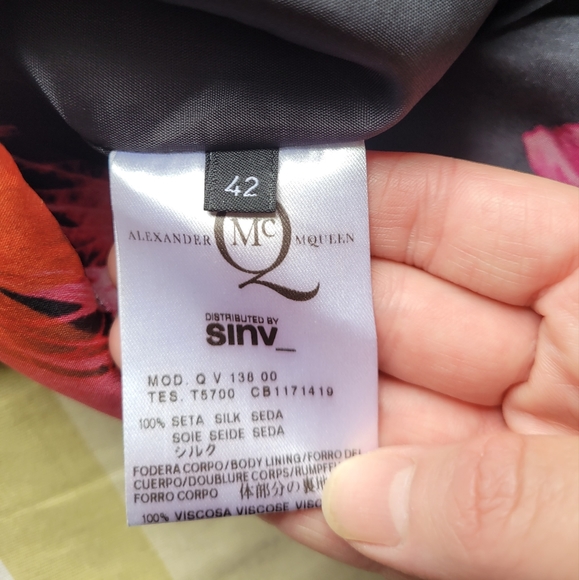 42
ALEXANDER McQ MCQUEEN
DISTRIBUTED BY
sinv_
MOD. Q V 138 00
TES. T5700 CB1171419
100% SETA SILK SEDA
SOIE SEIDE SEDA
シルク
FODERA CORPO/BODY LINING/FORRO DEL
CUERPO/DOUBLURE CORPS/RUMPFF
FORRO CORPO 体部分の裏
100% VISCOSA VISCOSE VISC